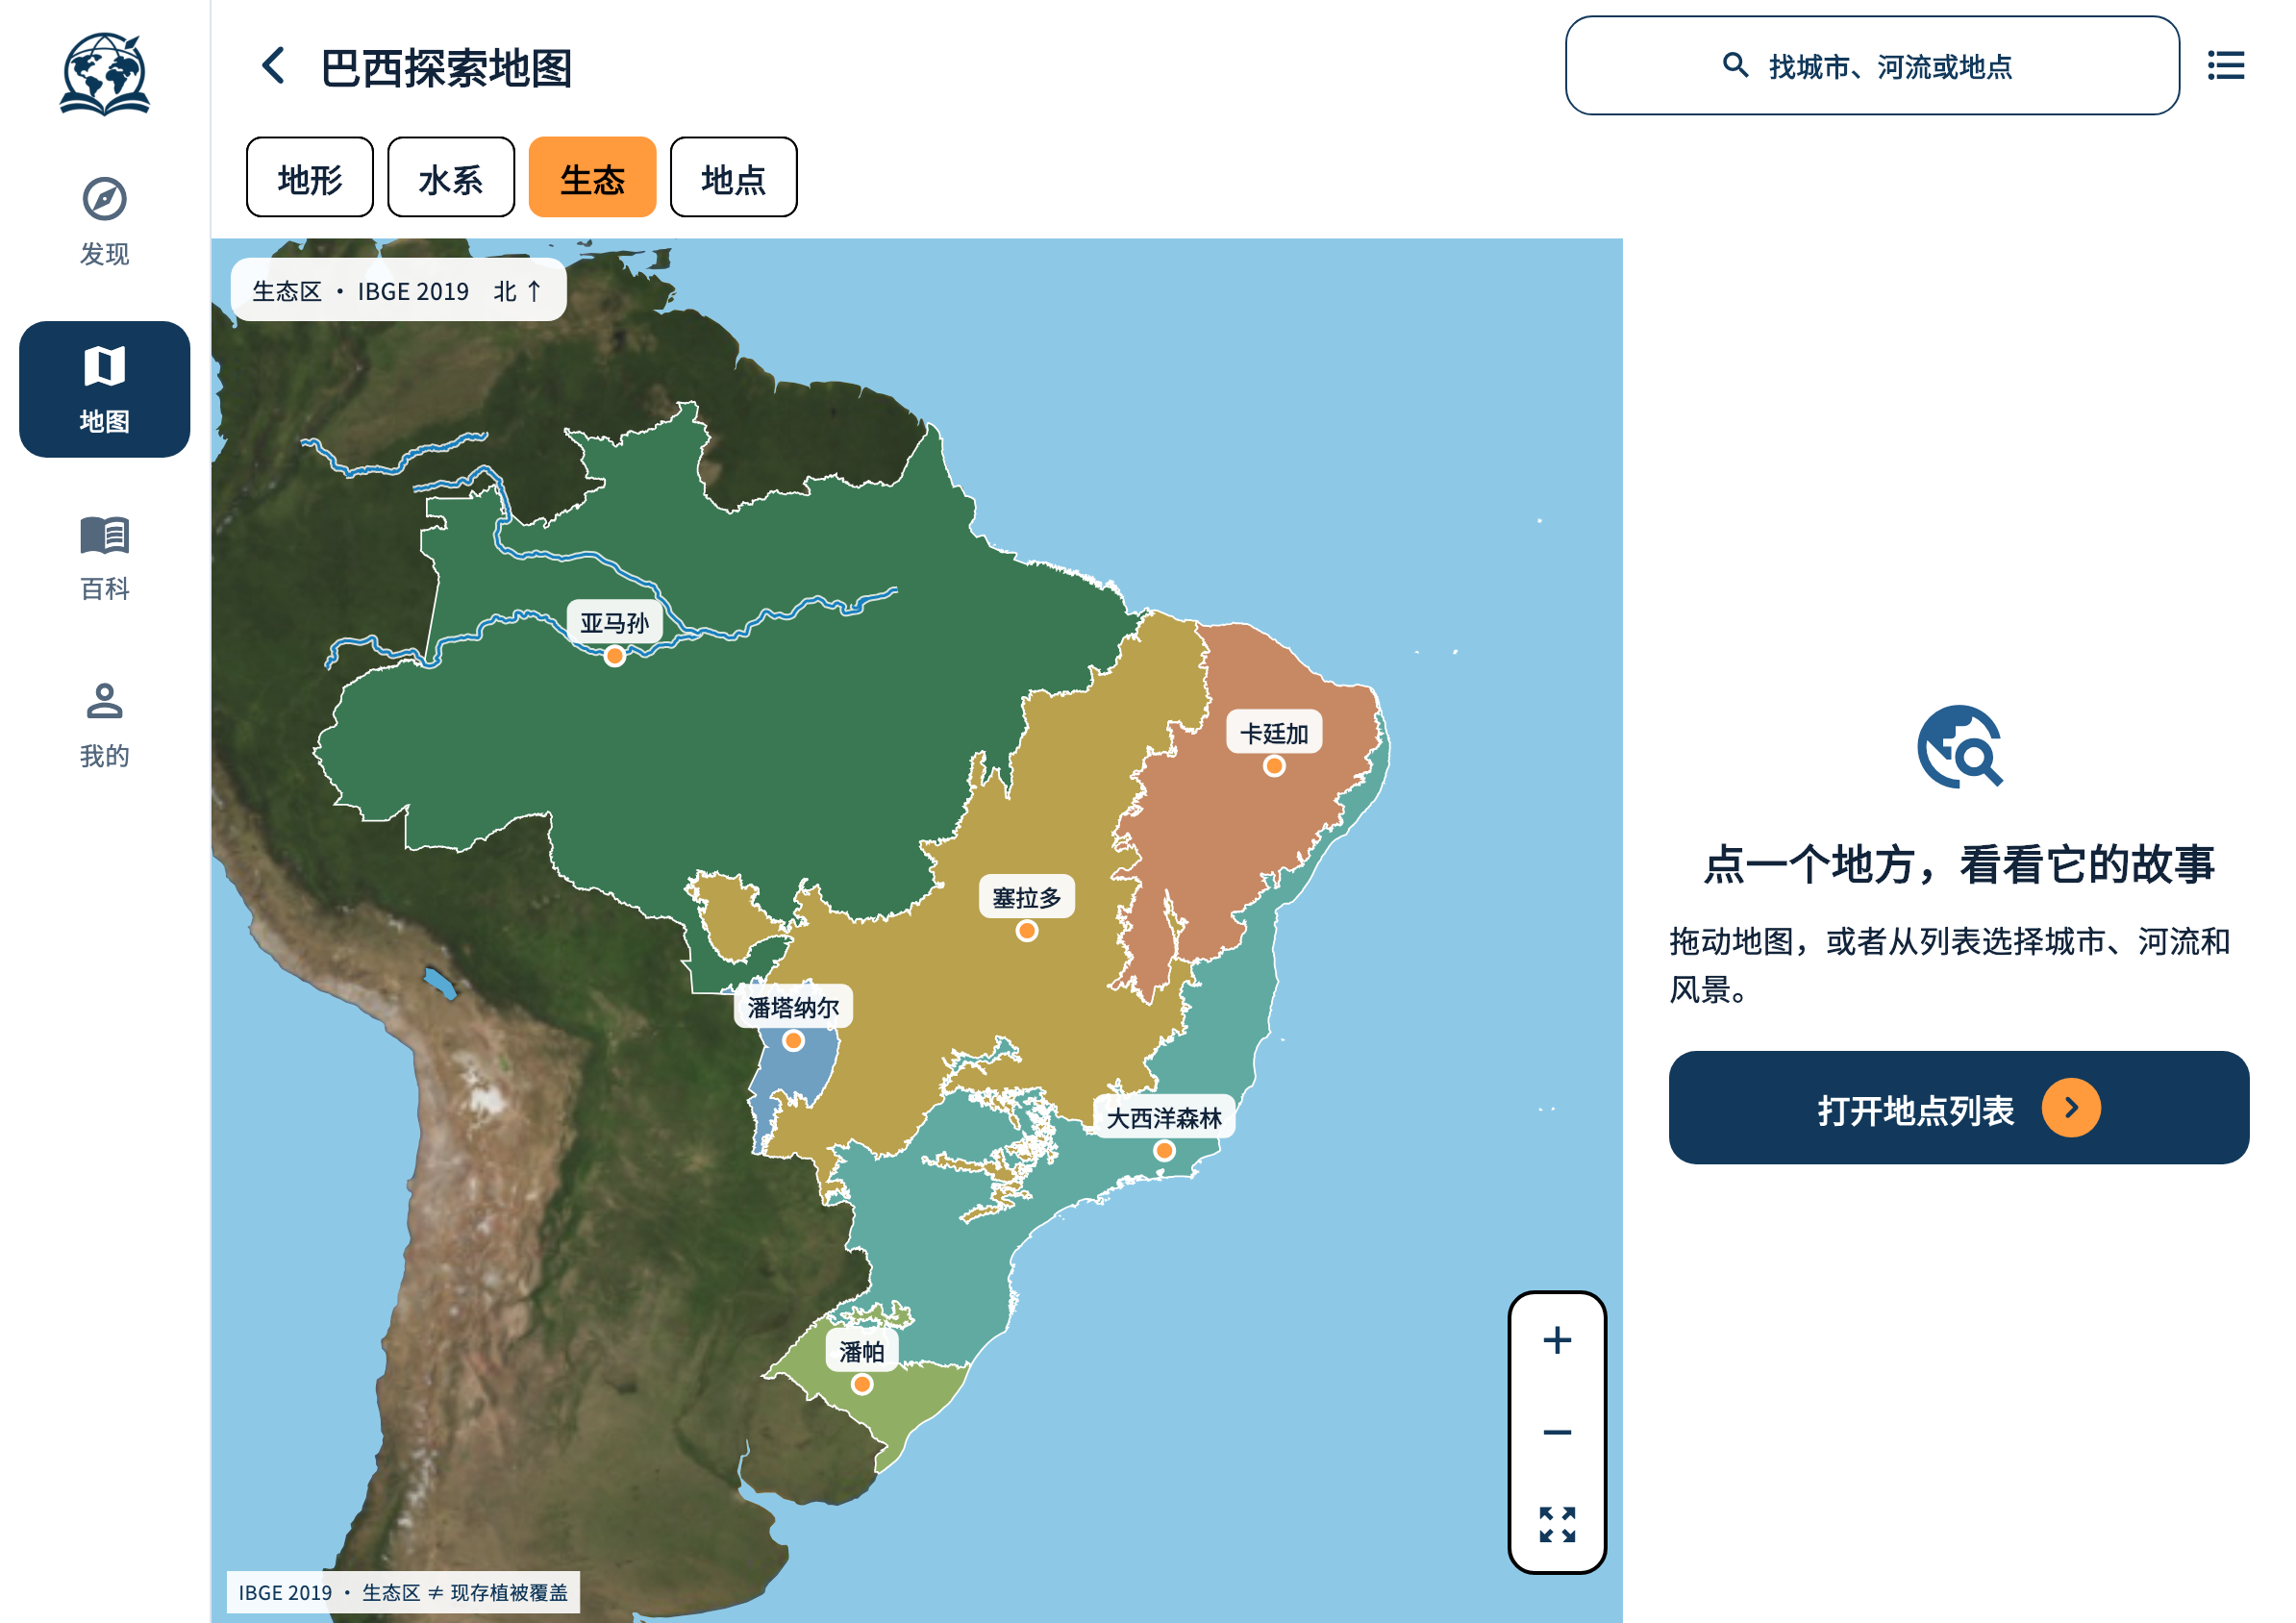 巴西探索地图
找城市、河流或地点
地形
水系
生态
地点
发现
地图
百科
我的
生态区 · IBGE 2019 北 ↑
亚马孙
卡廷加
塞拉多
潘塔纳尔
大西洋森林
潘帕
IBGE 2019 · 生态区 ≠ 现存植被覆盖
点一个地方，看看它的故事
拖动地图，或者从列表选择城市、河流和
风景。
打开地点列表